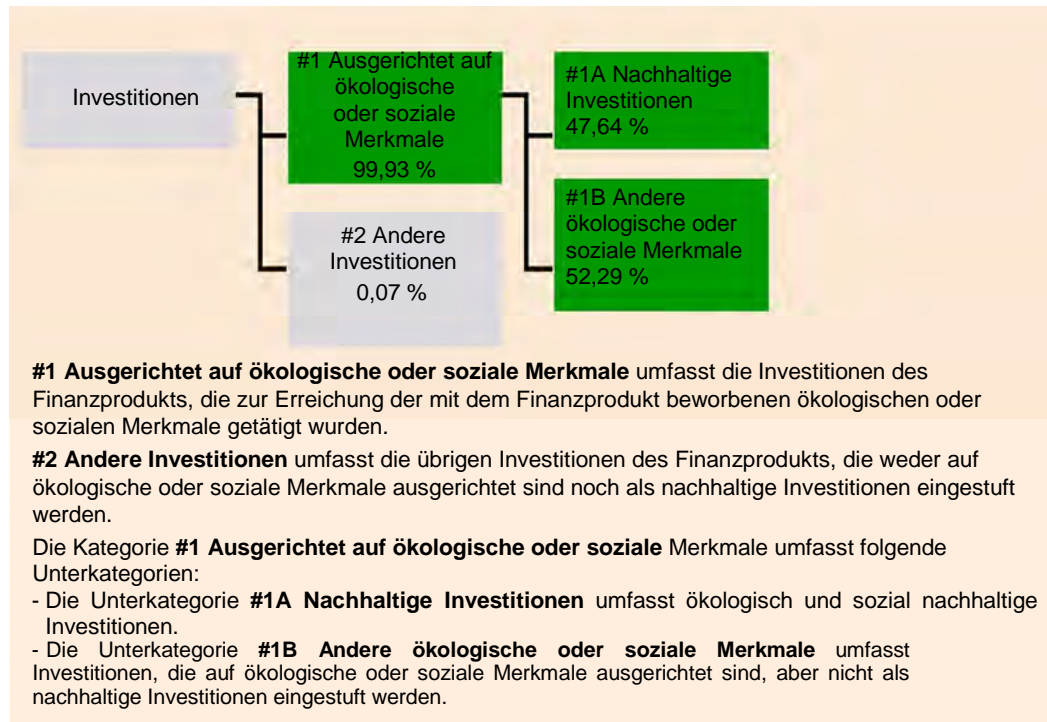 Investitionen
#1 Ausgerichtet auf
ökologische
oder soziale
Merkmale
99,93 %
#2 Andere
Investitionen
0,07 %
#1A Nachhaltige
Investitionen
47,64 %
#1B Andere
ökologische oder
soziale Merkmale
52,29 %
#1 Ausgerichtet auf ökologische oder soziale Merkmale umfasst die Investitionen des
Finanzprodukts, die zur Erreichung der mit dem Finanzprodukt beworbenen ökologischen oder
sozialen Merkmale getätigt wurden.
#2 Andere Investitionen umfasst die übrigen Investitionen des Finanzprodukts, die weder auf
ökologische oder soziale Merkmale ausgerichtet sind noch als nachhaltige Investitionen eingestuft
werden.
Die Kategorie #1 Ausgerichtet auf ökologische oder soziale Merkmale umfasst folgende
Unterkategorien:
- Die Unterkategorie #1A Nachhaltige Investitionen umfasst ökologisch und sozial nachhaltige
Investitionen.
- Die Unterkategorie #1B Andere ökologische oder soziale Merkmale umfasst
Investitionen, die auf ökologische oder soziale Merkmale ausgerichtet sind, aber nicht als
nachhaltige Investitionen eingestuft werden.